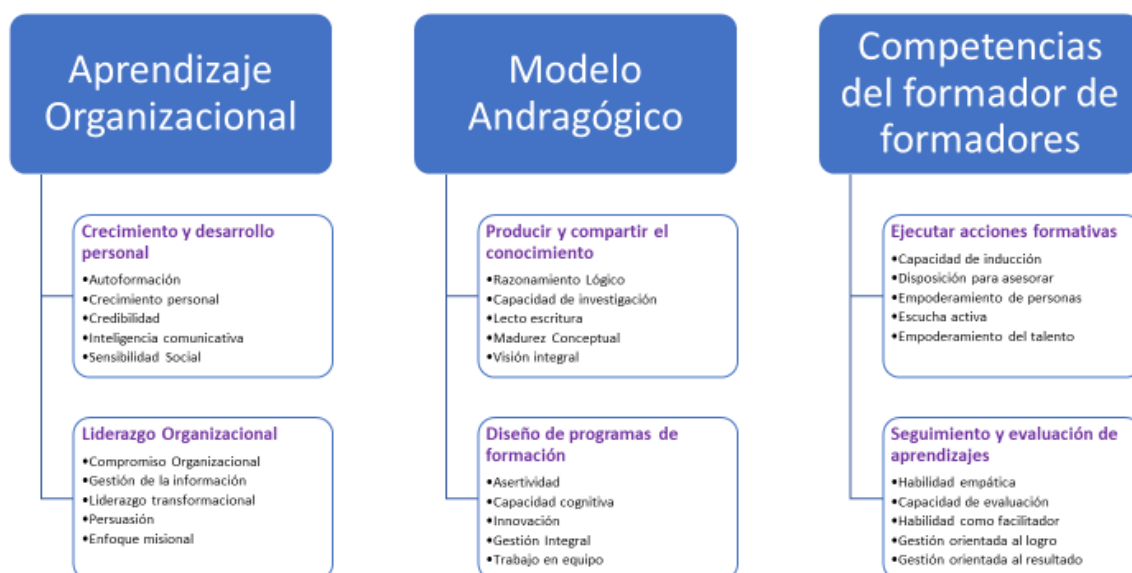 Aprendizaje
Organizacional
Crecimiento y desarrollo
personal
•Autoformación
•Crecimiento personal
•Credibilidad
•Inteligencia comunicativa
•Sensibilidad Social
Liderazgo Organizacional
•Compromiso Organizacional
•Gestión de la información
•Liderazgo transformacional
•Persuasión
•Enfoque misional
Modelo
Andragógico
Producir y compartir el
conocimiento
•Razonamiento Lógico
•Capacidad de investigación
•Lecto escritura
•Madurez Conceptual
•Visión integral
Diseño de programas de
formación
•Asertividad
•Capacidad cognitiva
•Innovación
•Gestión Integral
•Trabajo en equipo
Competencias
del formador de
formadores
Ejecutar acciones formativas
•Capacidad de inducción
•Disposición para asesorar
•Empoderamiento de personas
•Escucha activa
•Empoderamiento del talento
Seguimiento y evaluación de
aprendizajes
•Habilidad empática
•Capacidad de evaluación
•Habilidad como facilitador
•Gestión orientada al logro
•Gestión orientada al resultado